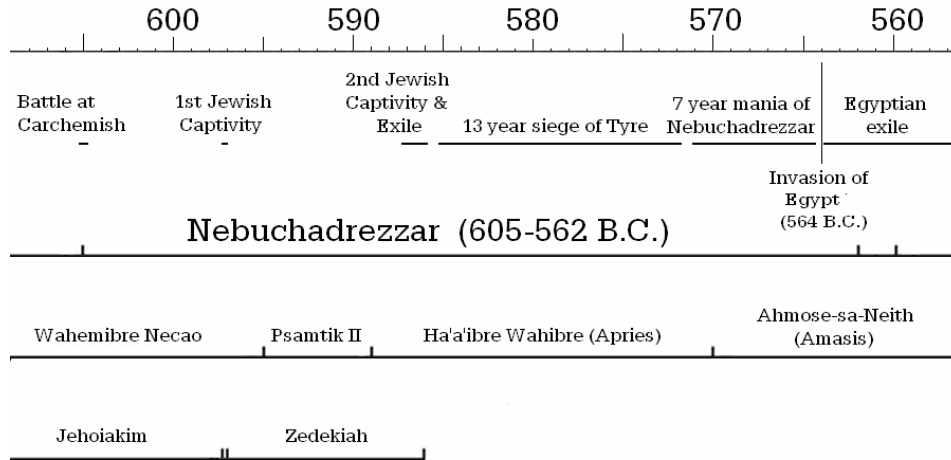 600 590 580 570 560
Battle at
Carchemish
1st Jewish
Captivity
2nd Jewish
Captivity &
Exile
13 year siege of Tyre
7 year mania of
Nebuchadrezzar
Egyptian
exile
Invasion of
Egypt
(564 B.C.)
Nebuchadrezzar (605-562 B.C.)
Wahemibre Necao
Psamtik II
Ha'a'ibre Wahibre (Apries)
Ahmose-sa-Neith
(Amasis)
Jehoiakim
Zedekiah